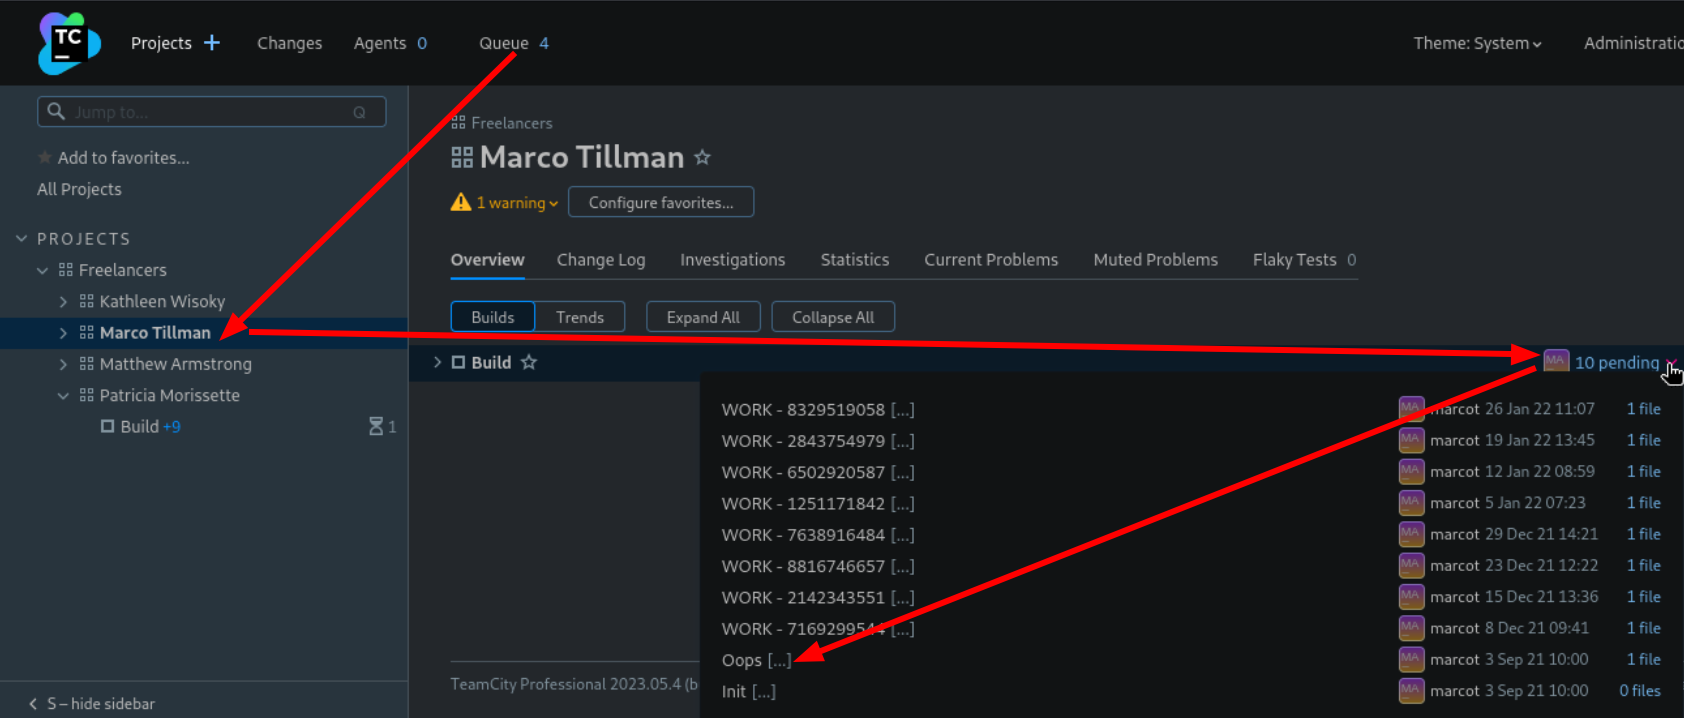 TC
Projects + Changes Agents 0 Queue 4 Theme: System Administratio
Jump to... Q
Add to favorites...
All Projects
PROJECTS
Freelancers
Kathleen Wisoky
Marco Tillman
Matthew Armstrong
Patricia Morissette
Build +9 1
S – hide sidebar
Freelancers
Marco Tillman
1 warning Configure favorites...
Overview Change Log Investigations Statistics Current Problems Muted Problems Flaky Tests 0
Builds Trends Expand All Collapse All
Build MA 10 pending
WORK - 8329519058 [...] MA marcot 26 Jan 22 11:07 1 file
WORK - 2843754979 [...] MA marcot 19 Jan 22 13:45 1 file
WORK - 6502920587 [...] MA marcot 12 Jan 22 08:59 1 file
WORK - 1251171842 [...] MA marcot 5 Jan 22 07:23 1 file
WORK - 7638916484 [...] MA marcot 29 Dec 21 14:21 1 file
WORK - 8816746657 [...] MA marcot 23 Dec 21 12:22 1 file
WORK - 2142343551 [...] MA marcot 15 Dec 21 13:36 1 file
WORK - 7169299544 [...] MA marcot 8 Dec 21 09:41 1 file
Oops [...] MA marcot 3 Sep 21 10:00 1 file
Init [...] MA marcot 3 Sep 21 10:00 0 files
TeamCity Professional 2023.05.4 (b